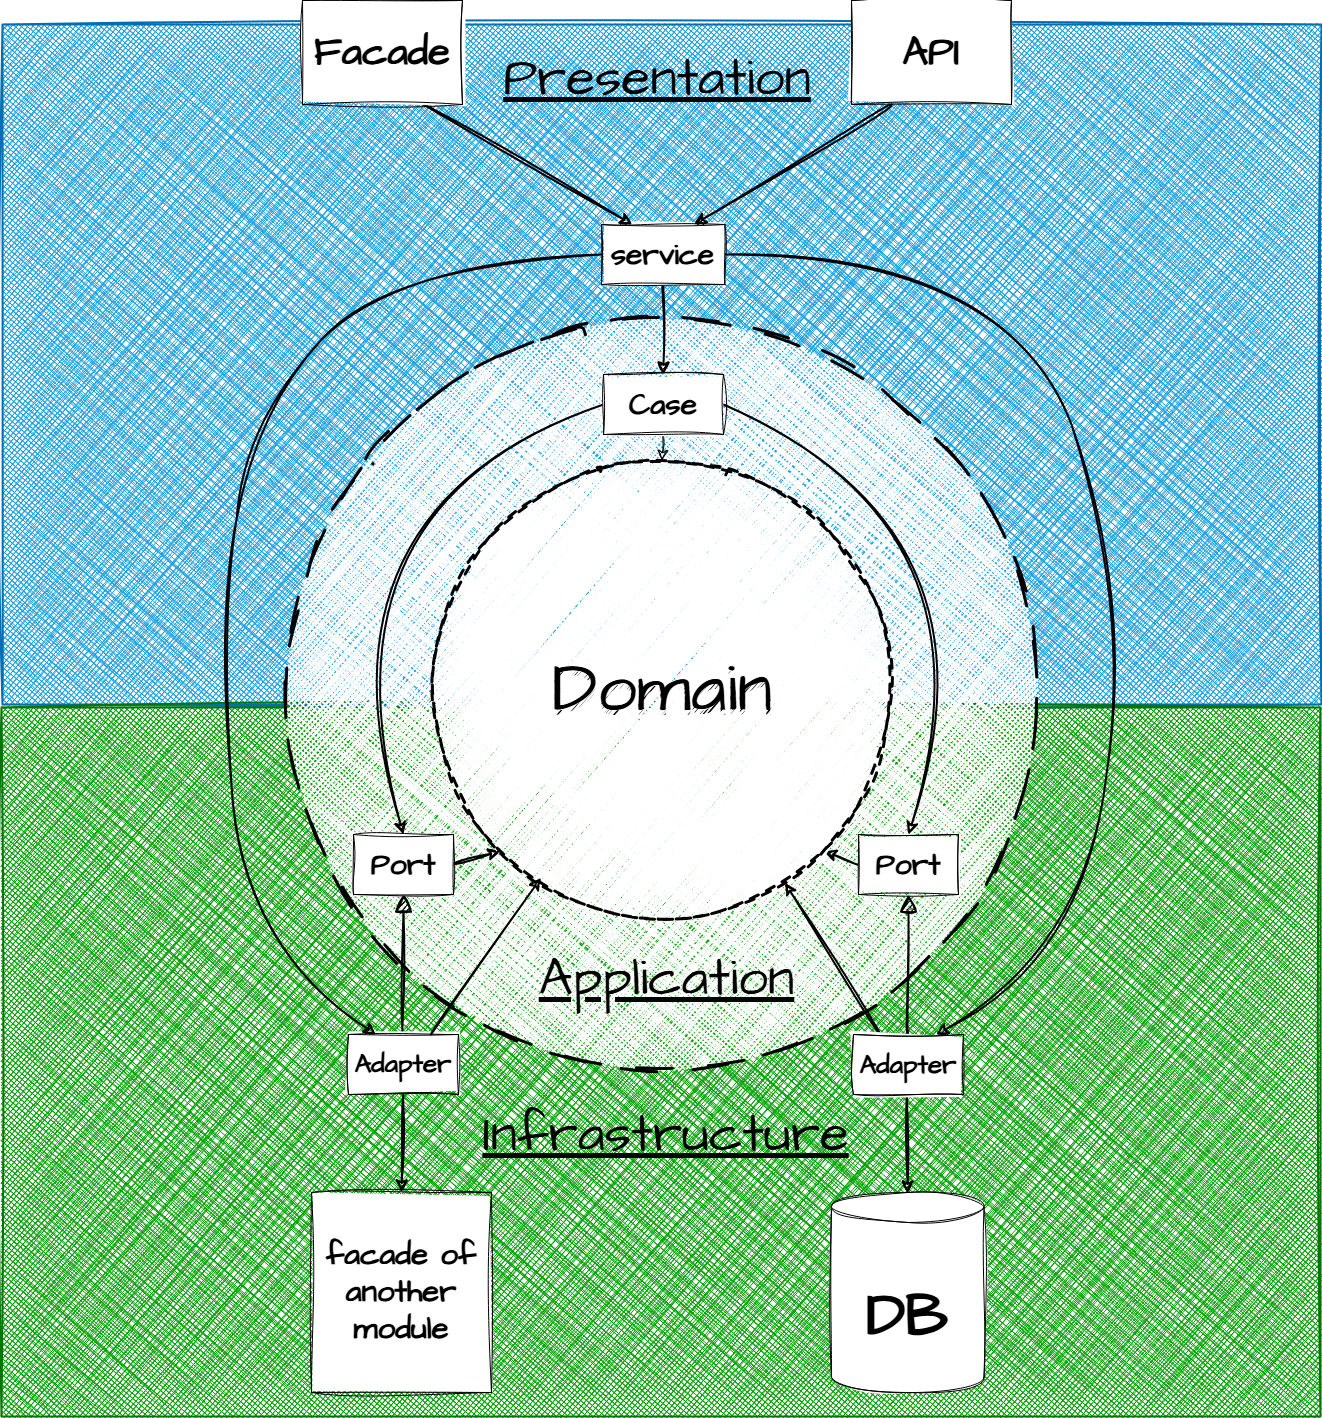 Facade
API
Presentation
service
Case
Domain
Port
Port
Application
Adapter
Adapter
Infrastructure
facade of
another
module
DB